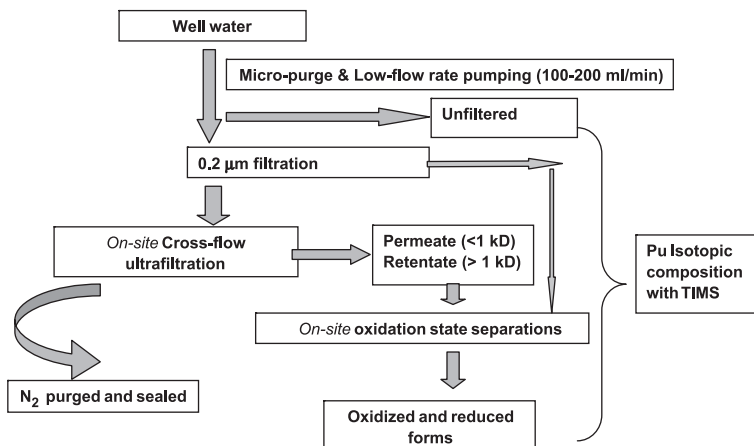 Well water
Micro-purge & Low-flow rate pumping (100-200 ml/min)
Unfiltered
0.2 μm filtration
On-site Cross-flow
ultrafiltration
Permeate (<1 kD)
Retentate (> 1 kD)
Pu Isotopic
composition
with TIMS
On-site oxidation state separations
N2 purged and sealed
Oxidized and reduced
forms